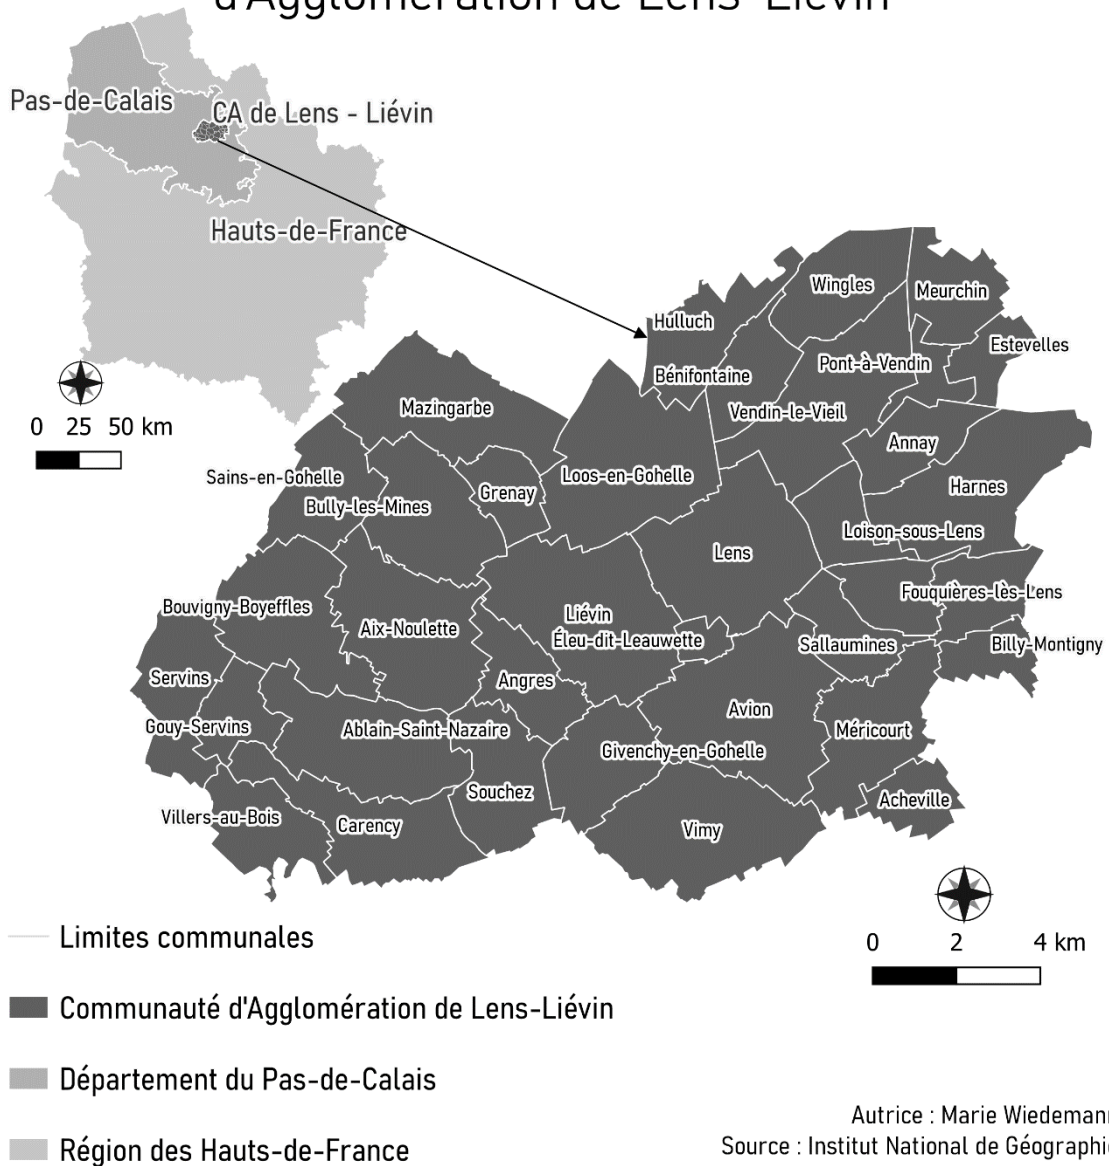 d'Agglomération de Lens-Liévin
Pas-de-Calais
CA de Lens - Liévin
Hauts-de-France
0 25 50 km
Wingles
Meurchin
Hulluch
Estevelles
Pont-à-Vendin
Bénifontaine
Mazingarbe
Vendin-le-Vieil
Annay
Sains-en-Gohelle
Loos-en-Gohelle
Grenay
Harnes
Bully-les-Mines
Loison-sous-Lens
Lens
Fouquières-lès-Lens
Bouvigny-Boyeffles
Liévin
Aix-Noulette
Éleu-dit-Leauwette
Sallaumines
Billy-Montigny
Servins
Angres
Avion
Gouy-Servins
Ablain-Saint-Nazaire
Méricourt
Givenchy-en-Gohelle
Souchez
Acheville
Villers-au-Bois
Carency
Vimy
0 2 4 km
Limites communales
Communauté d'Agglomération de Lens-Liévin
Département du Pas-de-Calais
Région des Hauts-de-France
Autrice : Marie Wiedemann
Source : Institut National de Géographie